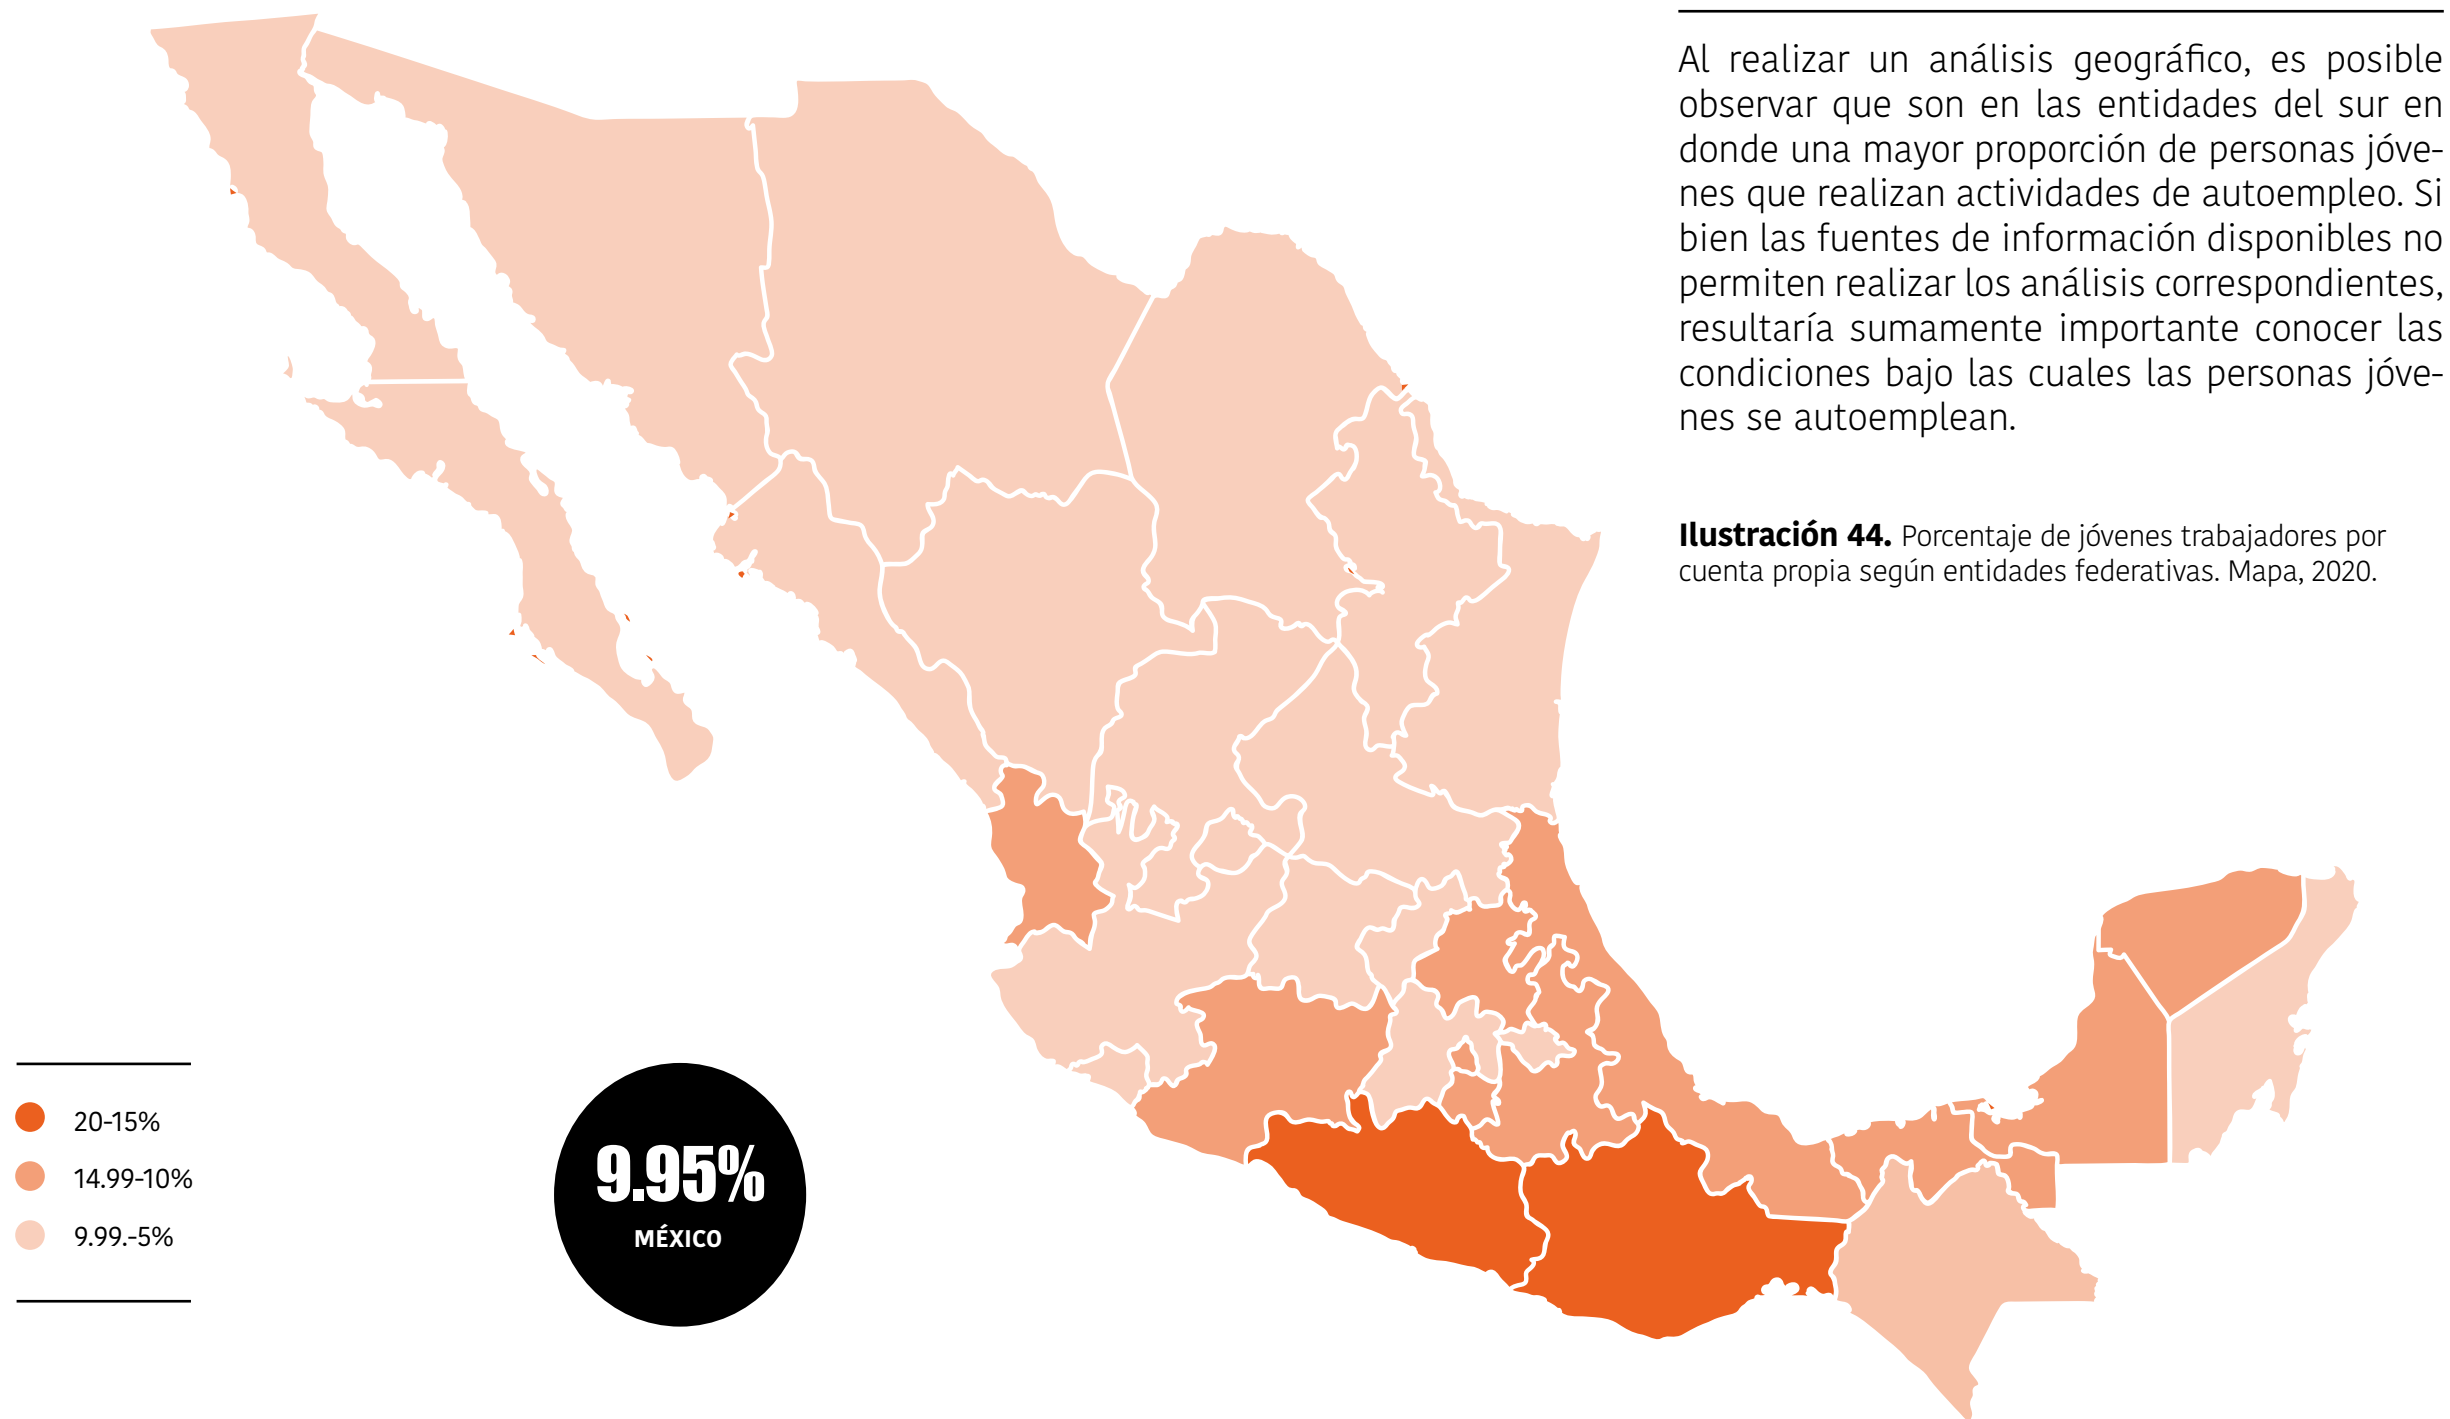 Al realizar un análisis geográfico, es posible
observar que son en las entidades del sur en
donde una mayor proporción de personas jóve-
nes que realizan actividades de autoempleo. Si
bien las fuentes de información disponibles no
permiten realizar los análisis correspondientes,
resultaría sumamente importante conocer las
condiciones bajo las cuales las personas jóve-
nes se autoemplean.
Ilustración 44. Porcentaje de jóvenes trabajadores por
cuenta propia según entidades federativas. Mapa, 2020.
20-15%
14.99-10%
9.99.-5%
9.95%
MÉXICO